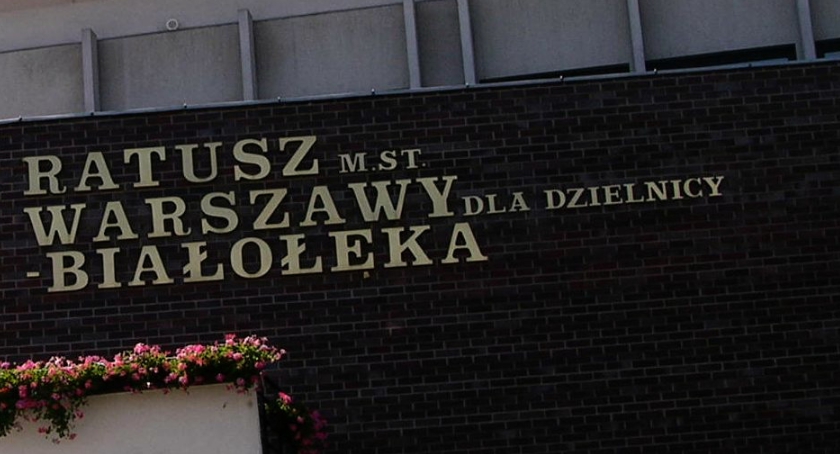 RATUSZ M.ST.
WARSZAWY DLA DZIELNICY
-BIAŁOŁĘKA